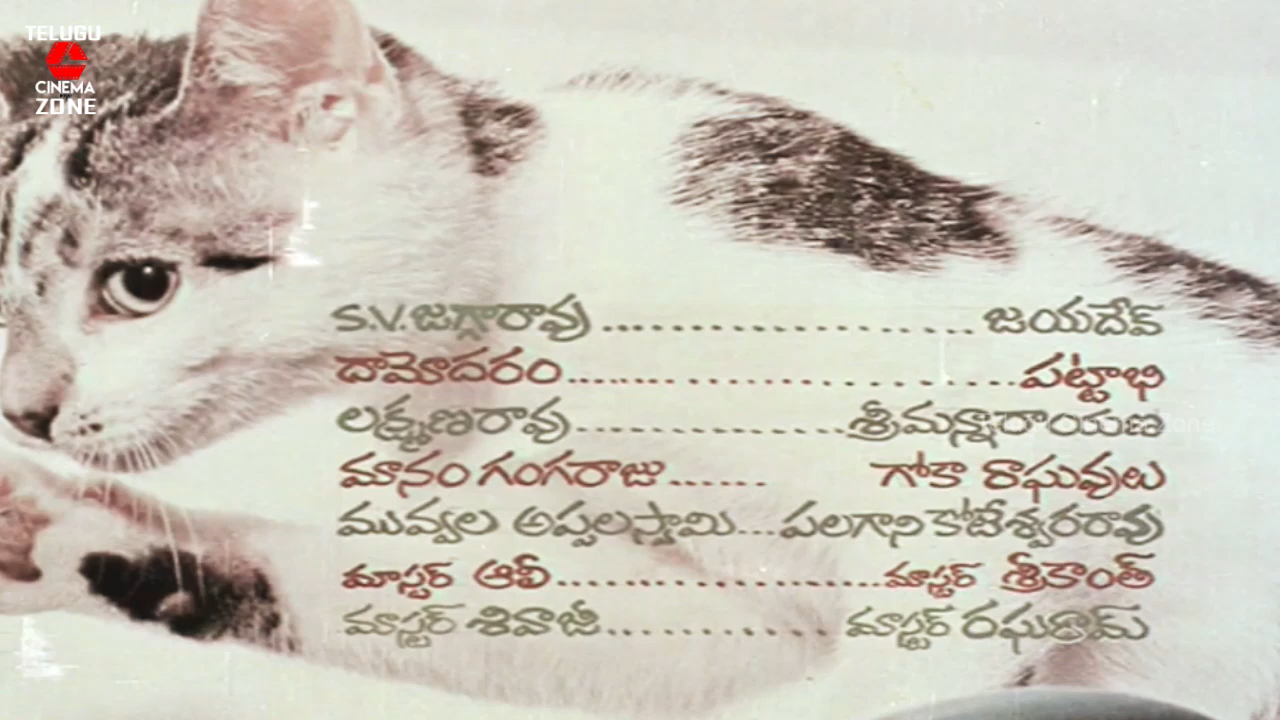 TELUGU
CINEMA
ZONE
S.V. జగ్గారావు ..................... జయదేవ్
దామోదరం ........................... పట్టాభి
లక్ష్మణరావు ......................... శ్రీమన్నారాయణ
మానం గంగరాజు ...... గోకా రాఘవులు
మువ్వల అప్పలస్వామి ... పలగాని కోటేశ్వరరావు
మాస్టర్ ఆలీ ........................ మాస్టర్ శ్రీకాంత్
మాస్టర్ శివాజీ ............ మాస్టర్ రఘురామ్